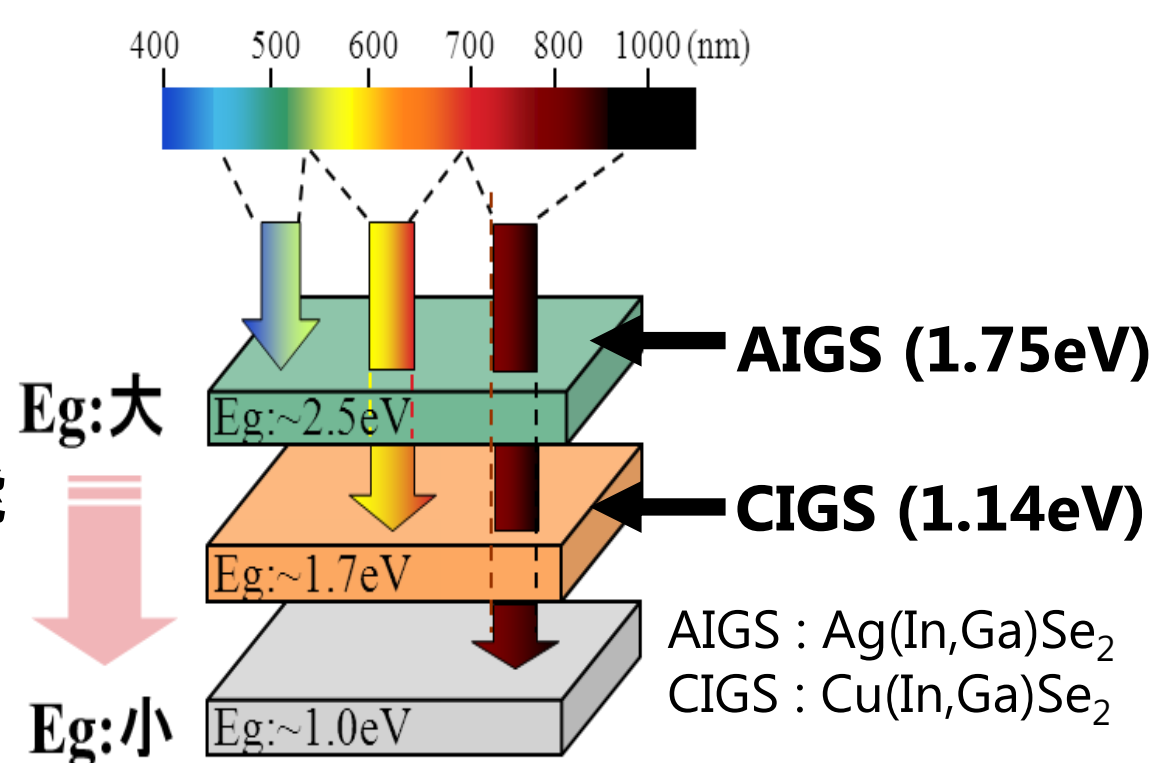 400 500 600 700 800 1000 (nm)
AIGS (1.75eV)
Eg:大
Eg:~2.5eV
CIGS (1.14eV)
Eg:~1.7eV
AIGS : Ag(In,Ga)Se₂
CIGS : Cu(In,Ga)Se₂
Eg:小
Eg:~1.0eV